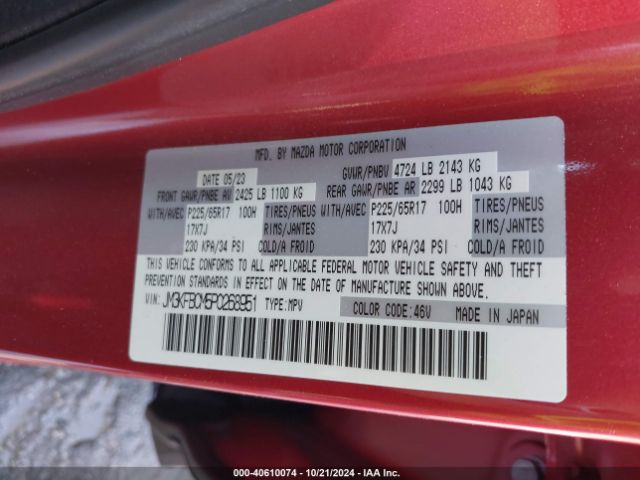 MFD. BY MAZDA MOTOR CORPORATION
DATE 05/23 GVWR/PNBV 4724 LB 2143 KG
FRONT GAWR/PNBE AV 2425 LB 1100 KG REAR GAWR/PNBE AR 2299 LB 1043 KG
WITH/AVEC P225/65R17 100H TIRES/PNEUS WITH/AVEC P225/65R17 100H TIRES/PNEUS
17X7J RIMS/JANTES 17X7J RIMS/JANTES
230 KPA/34 PSI COLD/A FROID 230 KPA/34 PSI COLD/A FROID
THIS VEHICLE CONFORMS TO ALL APPLICABLE FEDERAL MOTOR VEHICLE SAFETY AND THEFT
PREVENTION STANDARDS IN EFFECT ON THE DATE OF MANUFACTURE SHOWN ABOVE.
VIN: JM3KFBCM5P0268951 TYPE: MPV COLOR CODE: 46V MADE IN JAPAN
000-40610074 | 10/21/2024 | IAA Inc.